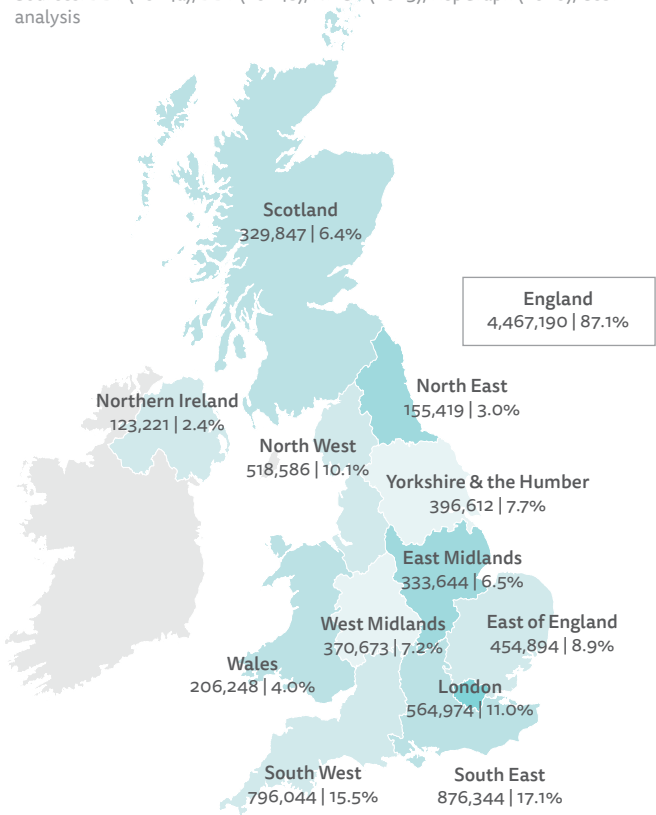 analysis
Scotland
329,847 | 6.4%
England
4,467,190 | 87.1%
North East
155,419 | 3.0%
Northern Ireland
123,221 | 2.4%
North West
518,586 | 10.1%
Yorkshire & the Humber
396,612 | 7.7%
East Midlands
333,644 | 6.5%
West Midlands
370,673 | 7.2%
East of England
454,894 | 8.9%
Wales
206,248 | 4.0%
London
564,974 | 11.0%
South West
796,044 | 15.5%
South East
876,344 | 17.1%